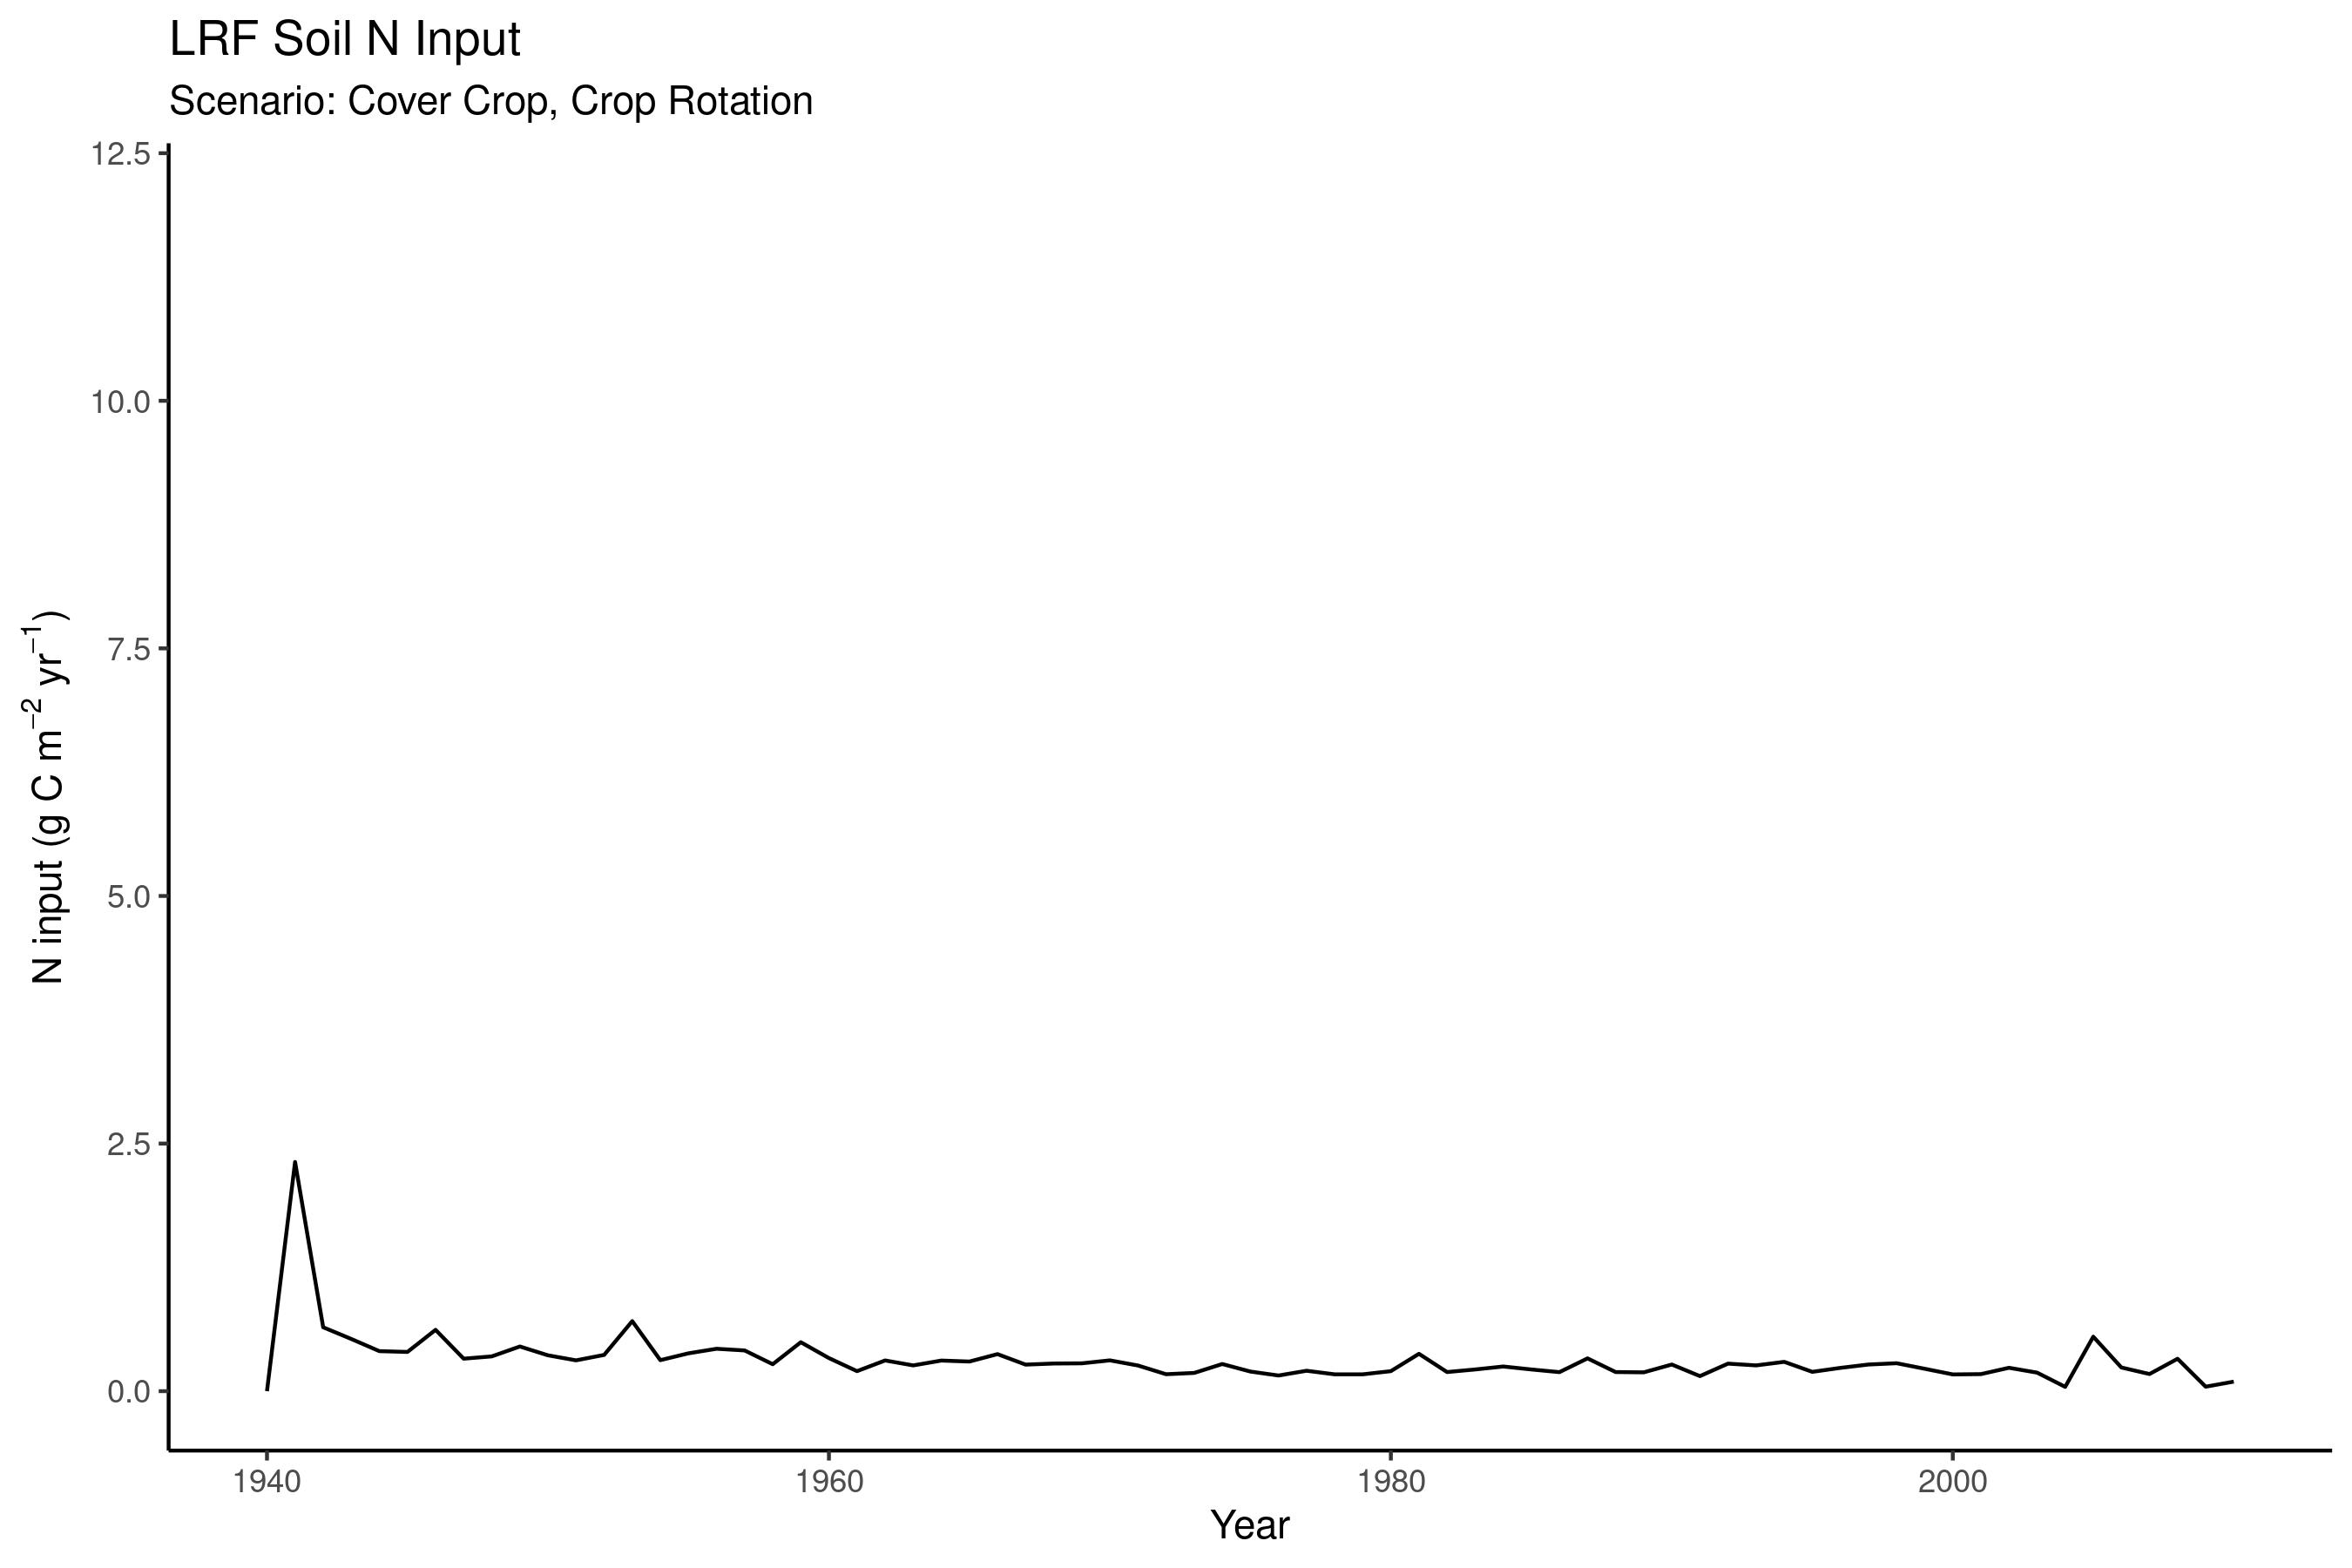 LRF Soil N Input
Scenario: Cover Crop, Crop Rotation
12.5
10.0
7.5
5.0
2.5
0.0
N input (g C m⁻² yr⁻¹)
1940 1960 1980 2000
Year